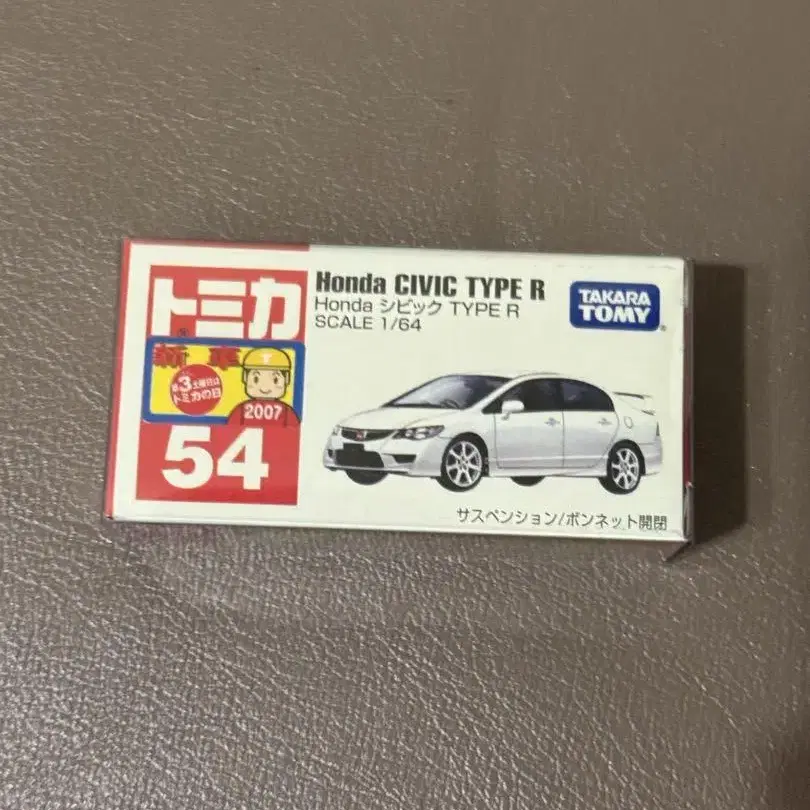 トミカ
新車
第3土曜日は
トミカの日
2007
54
Honda CIVIC TYPE R
Honda シビック TYPE R
SCALE 1/64
TAKARA
TOMY
サスペンション/ボンネット開閉